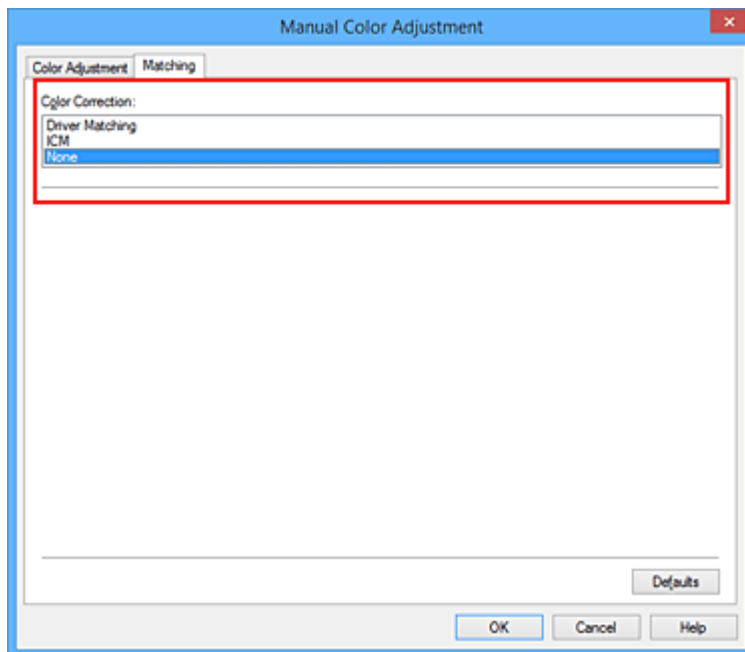 Manual Color Adjustment
Color Adjustment Matching
Color Correction:
Driver Matching
ICM
None
Defaults
OK Cancel Help